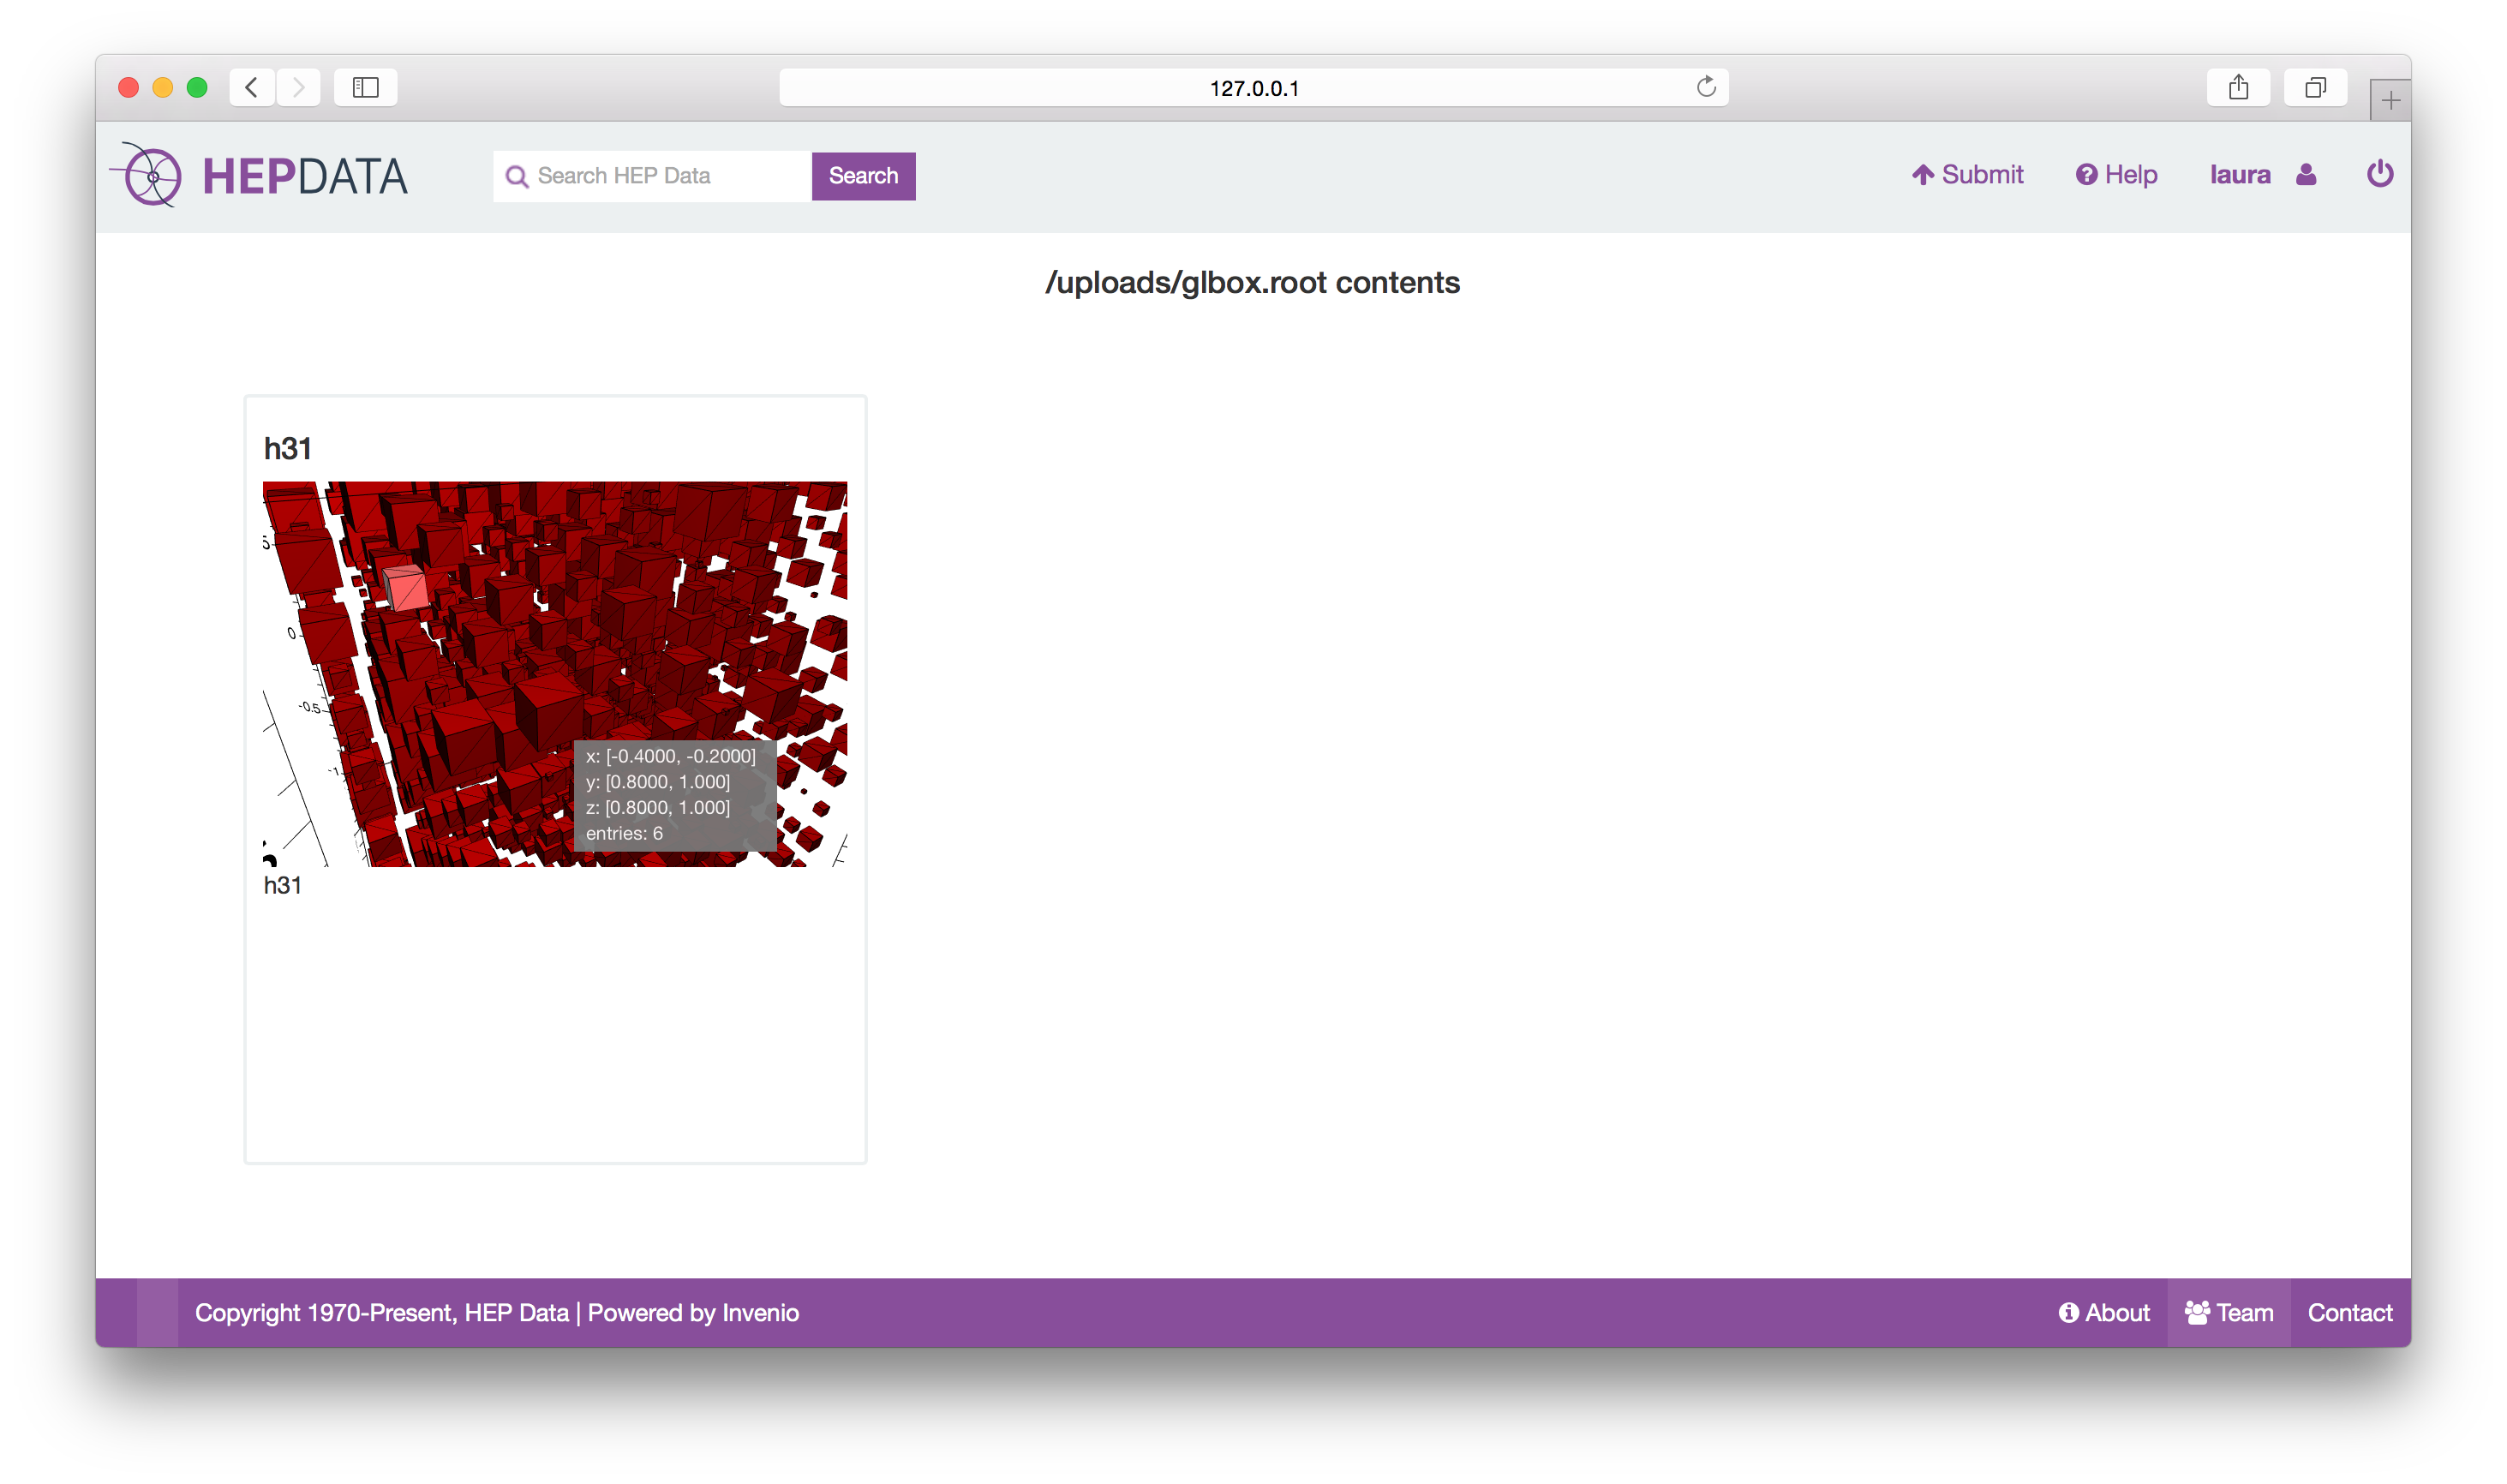 127.0.0.1
HEPDATA
Search HEP Data
Search
Submit
Help
laura
/uploads/glbox.root contents
h31
0
-0.5
-1
x: [-0.4000, -0.2000]
y: [0.8000, 1.000]
z: [0.8000, 1.000]
entries: 6
h31
Copyright 1970-Present, HEP Data | Powered by Invenio
About
Team
Contact